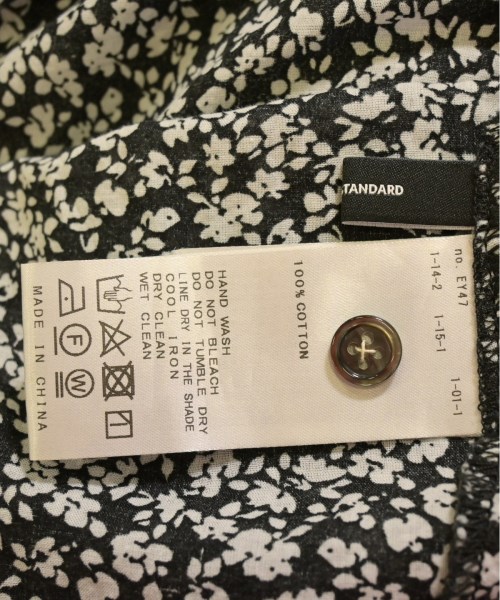 TANDARD
no. EY47
1-14-2 1-15-1 1-01-1
100% COTTON
HAND WASH
DO NOT BLEACH
DO NOT TUMBLE DRY
LINE DRY IN THE SHADE
COOL IRON
DRY CLEAN
WET CLEAN
F W
MADE IN CHINA